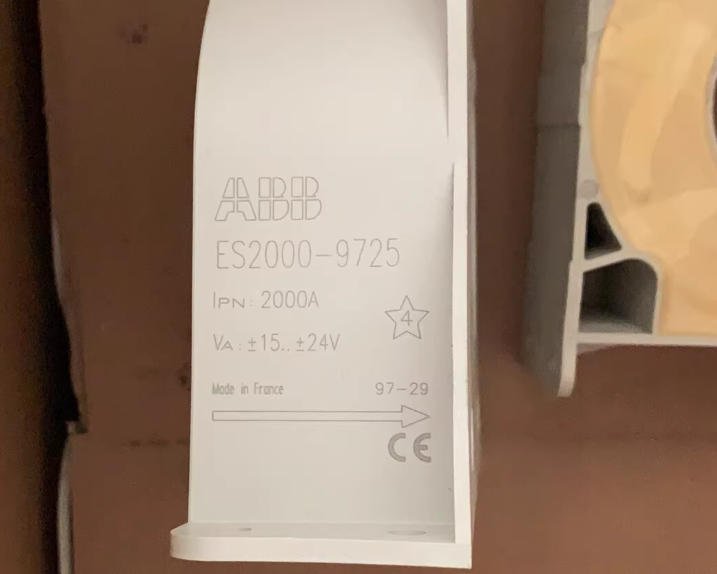 ABB
ES2000-9725
IPN: 2000A
4
VA: ±15..±24V
Made in France 97-29
CE